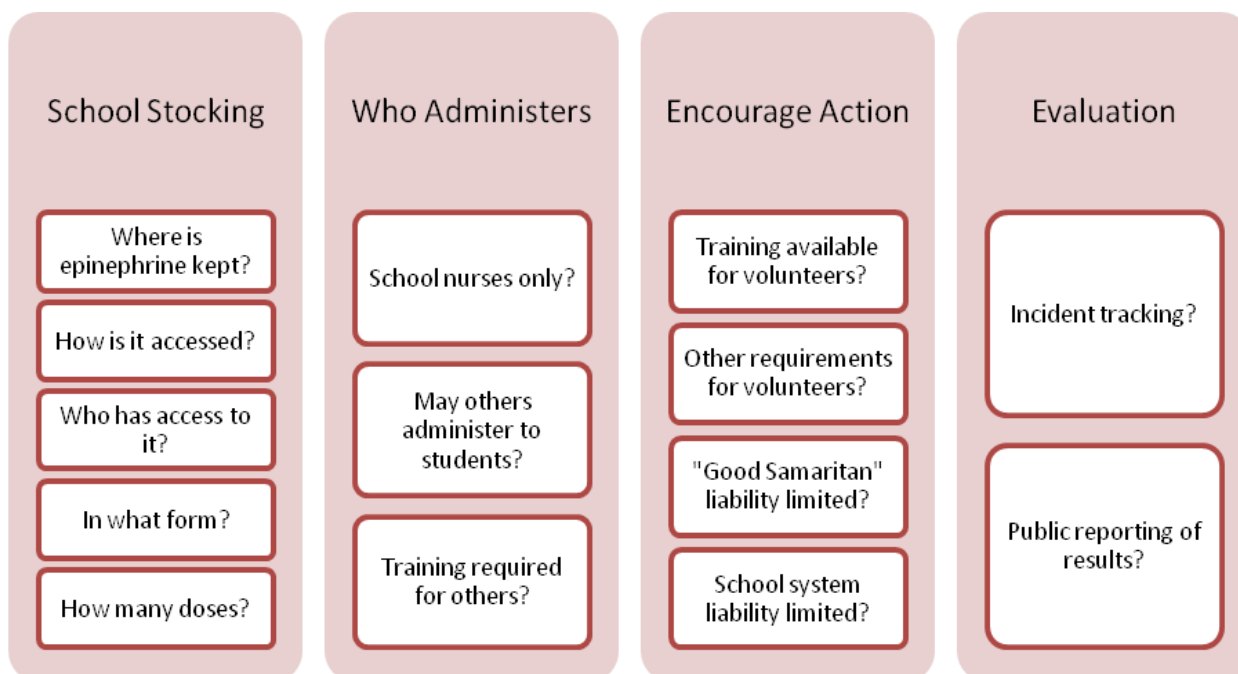 School Stocking
Where is
epinephrine kept?
How is it accessed?
Who has access to
it?
In what form?
How many doses?
Who Administers
School nurses only?
May others
administer to
students?
Training required
for others?
Encourage Action
Training available
for volunteers?
Other requirements
for volunteers?
"Good Samaritan"
liability limited?
School system
liability limited?
Evaluation
Incident tracking?
Public reporting of
results?